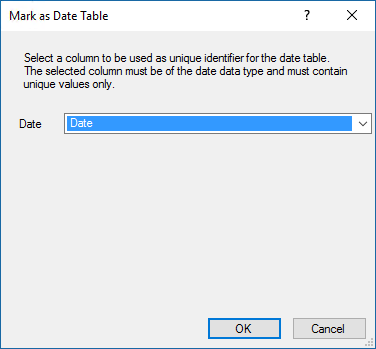 Mark as Date Table
?
Select a column to be used as unique identifier for the date table.
The selected column must be of the date data type and must contain
unique values only.
Date Date
OK Cancel